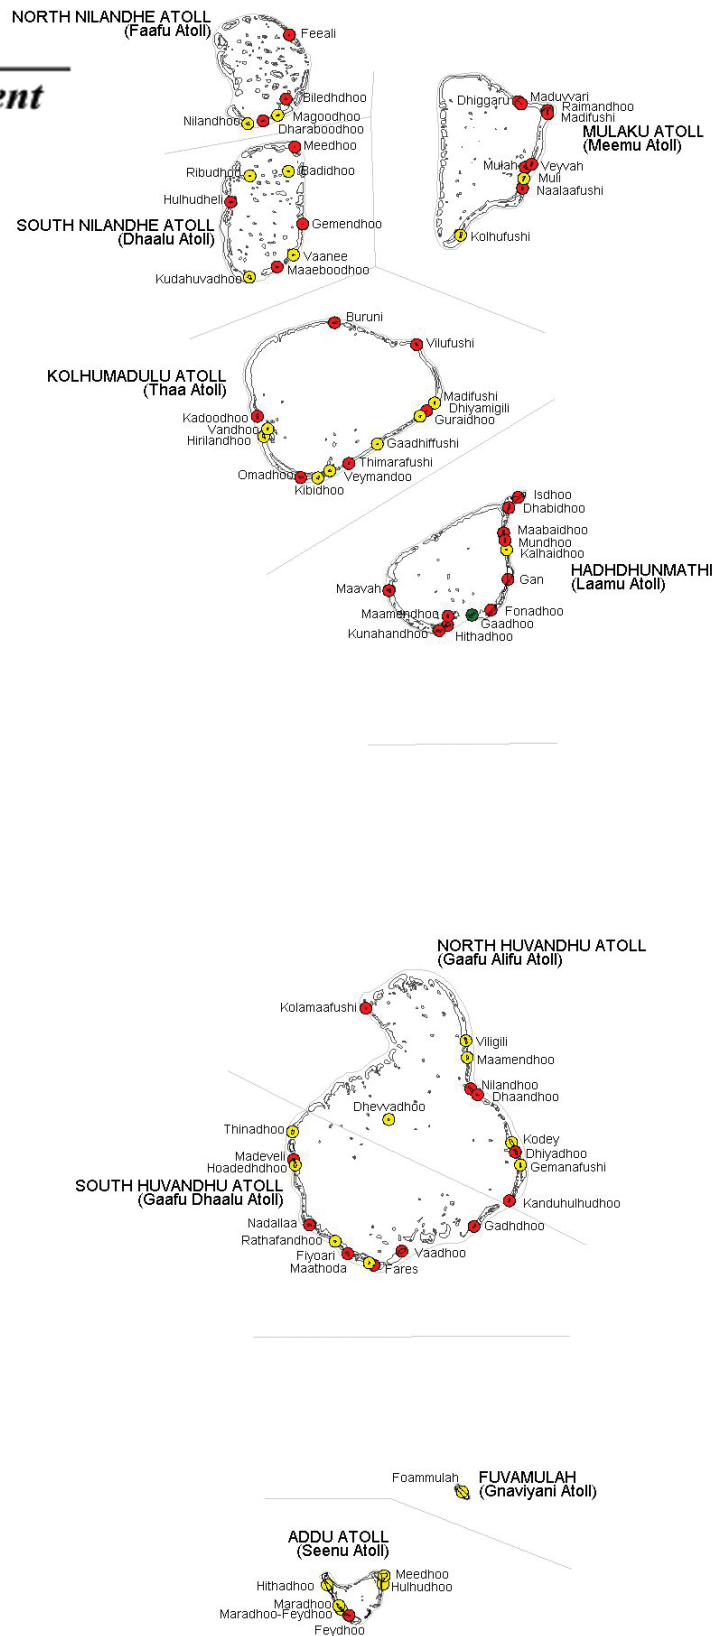 NORTH NILANDHE ATOLL
(Faafu Atoll)
Feeali
ent
Biledhdhoo
Magoodhoo
Nilandhoo
Dharaboodhoo
Dhiggaru
Maduvvari
Raimandhoo
Madifushi
MULAKU ATOLL
(Meemu Atoll)
Mulah
Veyvah
Muli
Naalaafushi
Kolhufushi
Meedhoo
Ribudhoo
Badidhoo
Hulhudheli
SOUTH NILANDHE ATOLL
(Dhaalu Atoll)
Gemendhoo
Vaanee
Maaeboodhoo
Kudahuvadhoo
Buruni
Vilufushi
KOLHUMADULU ATOLL
(Thaa Atoll)
Madifushi
Dhiyamigili
Guraidhoo
Kadoodhoo
Vandhoo
Hirilandhoo
Gaadhiffushi
Thimarafushi
Omadhoo
Veymandoo
Kibidhoo
Isdhoo
Dhabidhoo
Maabaidhoo
Mundhoo
Kalhaidhoo
HADHDHUNMATHI
(Laamu Atoll)
Gan
Maavah
Maamendhoo
Fonadhoo
Gaadhoo
Kunahandhoo
Hithadhoo
NORTH HUVANDHU ATOLL
(Gaafu Alifu Atoll)
Kolamaafushi
Viligili
Maamendhoo
Nilandhoo
Dhaandhoo
Dhevvadhoo
Thinadhoo
Kodey
Dhiyadhoo
Gemanafushi
Madeveli
Hoadedhdhoo
SOUTH HUVANDHU ATOLL
(Gaafu Dhaalu Atoll)
Kanduhulhudhoo
Nadallaa
Gadhdhoo
Rathafandhoo
Fiyoari
Vaadhoo
Maathoda
Fares
Foammulah
FUVAMULAH
(Gnaviyani Atoll)
ADDU ATOLL
(Seenu Atoll)
Meedhoo
Hithadhoo
Hulhudhoo
Maradhoo
Maradhoo-Feydhoo
Feydhoo